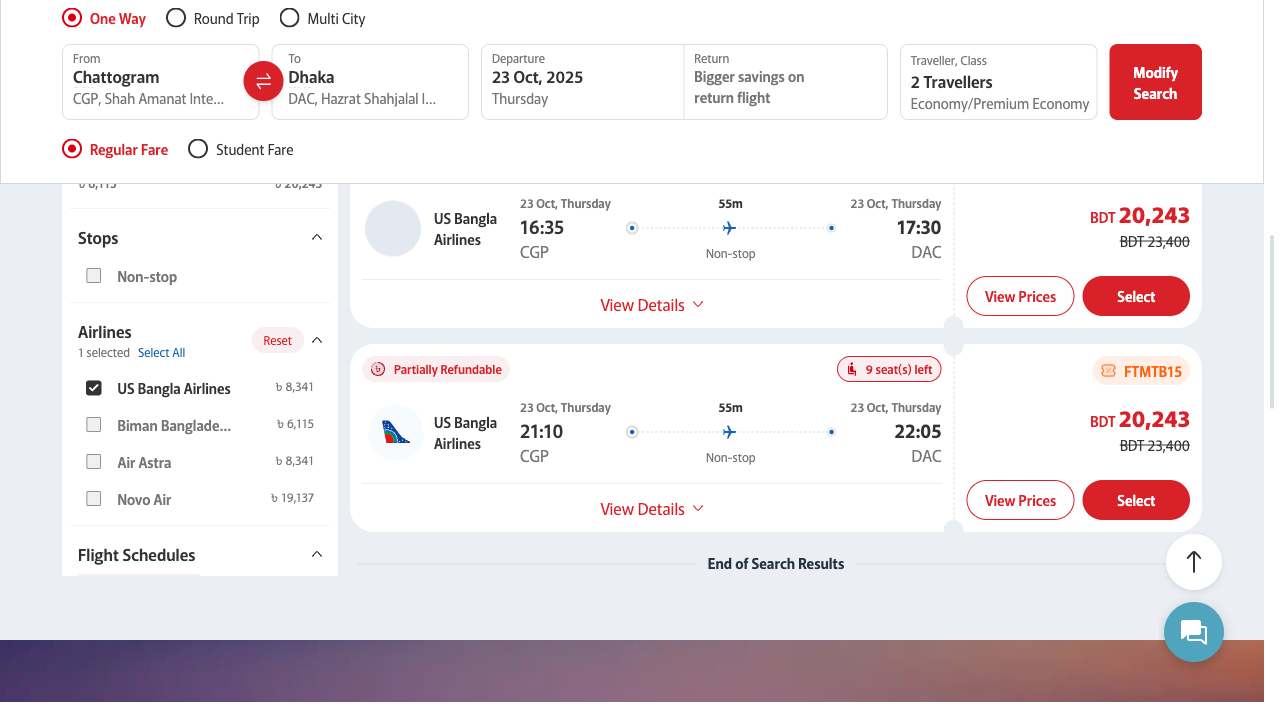 One Way
Round Trip
Multi City
From
Chattogram
CGP, Shah Amanat Inte...
To
Dhaka
DAC, Hazrat Shahjalal I...
Departure
23 Oct, 2025
Thursday
Return
Bigger savings on
return flight
Traveller, Class
2 Travellers
Economy/Premium Economy
Modify
Search
Regular Fare
Student Fare
৳ 6,115
৳ 20,243
Stops
Non-stop
Airlines
1 selected
Select All
Reset
US Bangla Airlines
৳ 8,341
Biman Banglade...
৳ 6,115
Air Astra
৳ 8,341
Novo Air
৳ 19,137
Flight Schedules
US Bangla
Airlines
23 Oct, Thursday
16:35
CGP
55m
Non-stop
23 Oct, Thursday
17:30
DAC
View Details
BDT 20,243
BDT 23,400
View Prices
Select
Partially Refundable
9 seat(s) left
US Bangla
Airlines
23 Oct, Thursday
21:10
CGP
55m
Non-stop
23 Oct, Thursday
22:05
DAC
View Details
FTMTB15
BDT 20,243
BDT 23,400
View Prices
Select
End of Search Results